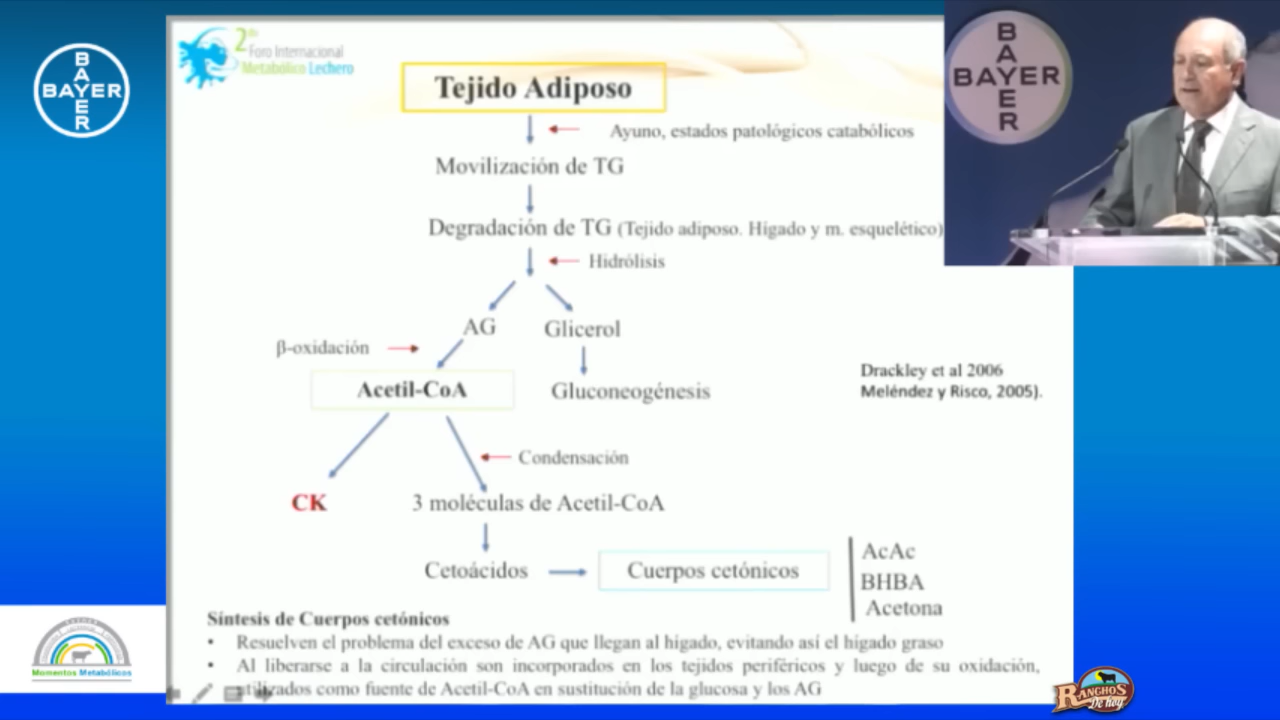 BAYER
BAYER
2do
Foro Internacional
Metabólico Lechero
Tejido Adiposo
BAYER
BAYER
Ayuno, estados patológicos catabólicos
Movilización de TG
Degradación de TG (Tejido adiposo. Hígado y m. esquelético)
Hidrólisis
AG
Glicerol
β-oxidación
Acetil-CoA
Gluconeogénesis
Drackley et al 2006
Meléndez y Risco, 2005).
Condensación
CK
3 moléculas de Acetil-CoA
Cetoácidos
Cuerpos cetónicos
AcAc
BHBA
Acetona
Síntesis de Cuerpos cetónicos
• Resuelven el problema del exceso de AG que llegan al hígado, evitando así el hígado graso
• Al liberarse a la circulación son incorporados en los tejidos periféricos y luego de su oxidación,
utilizados como fuente de Acetil-CoA en sustitución de la glucosa y los AG
Momentos Metabólicos
RANCHOS
De hoy